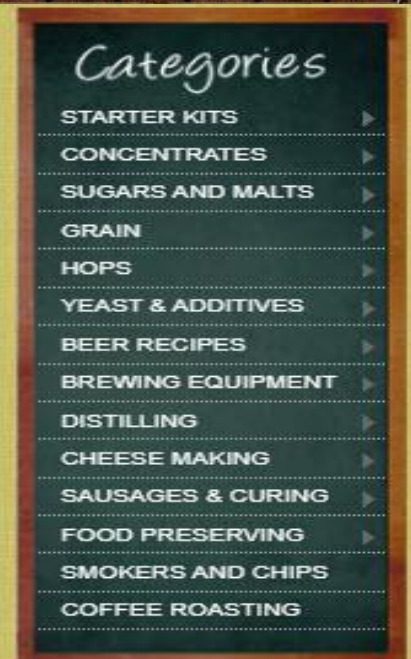 Categories
STARTER KITS
CONCENTRATES
SUGARS AND MALTS
GRAIN
HOPS
YEAST & ADDITIVES
BEER RECIPES
BREWING EQUIPMENT
DISTILLING
CHEESE MAKING
SAUSAGES & CURING
FOOD PRESERVING
SMOKERS AND CHIPS
COFFEE ROASTING